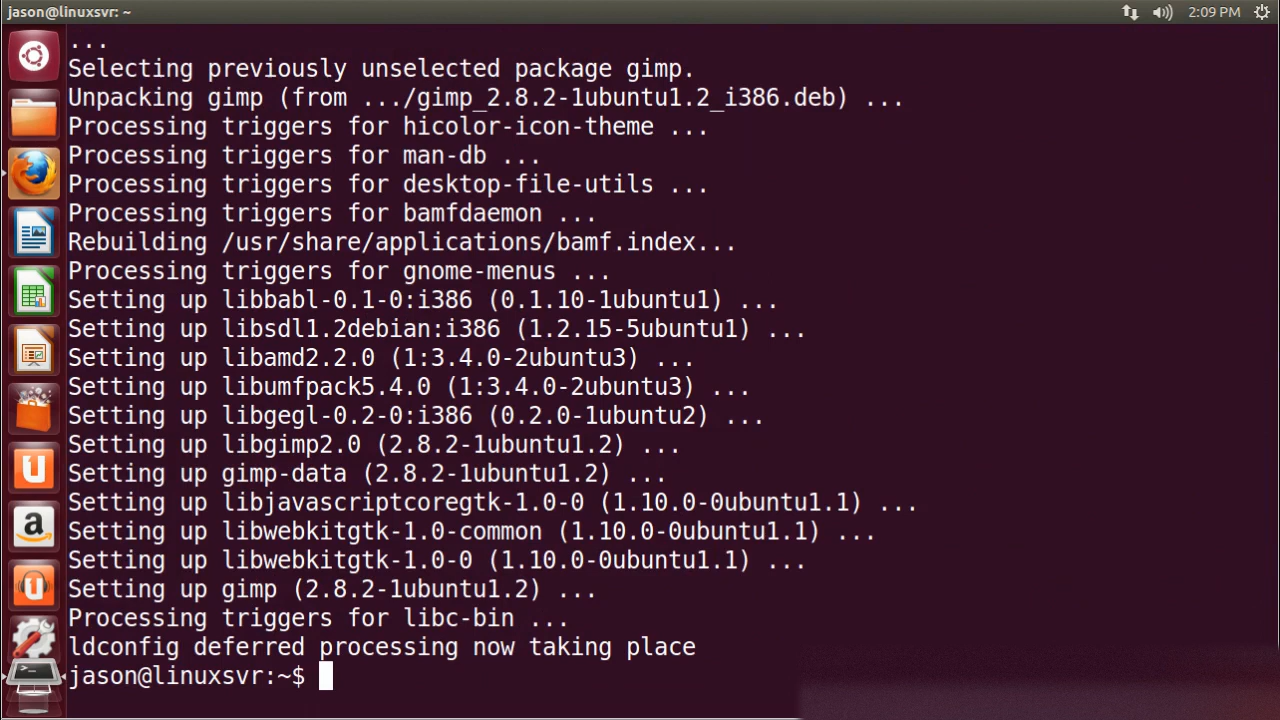 jason@linuxsvr: ~
2:09 PM
...
Selecting previously unselected package gimp.
Unpacking gimp (from .../gimp_2.8.2-1ubuntu1.2_i386.deb) ...
Processing triggers for hicolor-icon-theme ...
Processing triggers for man-db ...
Processing triggers for desktop-file-utils ...
Processing triggers for bamfdaemon ...
Rebuilding /usr/share/applications/bamf.index...
Processing triggers for gnome-menus ...
Setting up libbabl-0.1-0:i386 (0.1.10-1ubuntu1) ...
Setting up libsdl1.2debian:i386 (1.2.15-5ubuntu1) ...
Setting up libamd2.2.0 (1:3.4.0-2ubuntu3) ...
Setting up libumfpack5.4.0 (1:3.4.0-2ubuntu3) ...
Setting up libgegl-0.2-0:i386 (0.2.0-1ubuntu2) ...
Setting up libgimp2.0 (2.8.2-1ubuntu1.2) ...
Setting up gimp-data (2.8.2-1ubuntu1.2) ...
Setting up libjavascriptcoregtk-1.0-0 (1.10.0-0ubuntu1.1) ...
Setting up libwebkitgtk-1.0-common (1.10.0-0ubuntu1.1) ...
Setting up libwebkitgtk-1.0-0 (1.10.0-0ubuntu1.1) ...
Setting up gimp (2.8.2-1ubuntu1.2) ...
Processing triggers for libc-bin ...
ldconfig deferred processing now taking place
jason@linuxsvr:~$